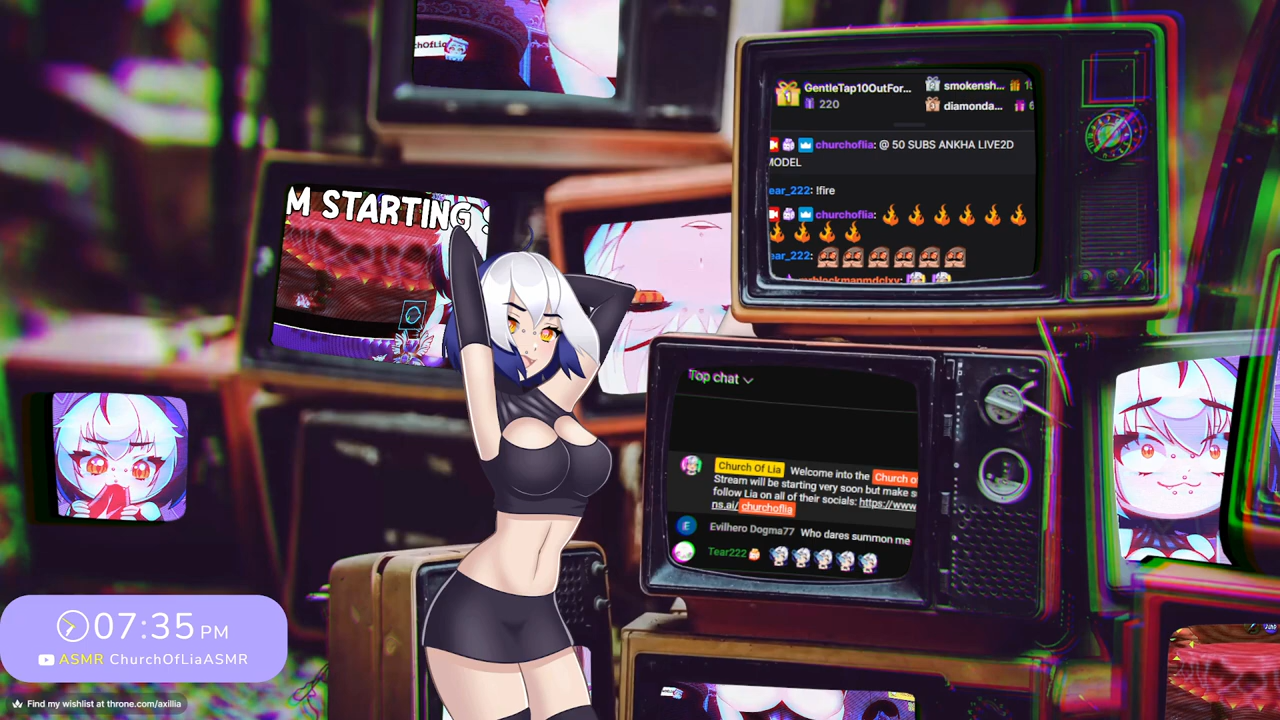 GentleTap10OutFor...
220
smokensh...
diamonda...
churchoflia: @ 50 SUBS ANKHA LIVE2D
MODEL
ear_222: !fire
churchoflia:
ear_222:
M STARTING
Top chat
Church Of Lia Welcome into the Church o
Stream will be starting very soon but make s
follow Lia on all of their socials: https://www
ns.ai/churchoflia
E Evilhero Dogma77 Who dares summon me
Tear222
07:35 PM
ASMR ChurchOfLiaASMR
Find my wishlist at throne.com/axillia